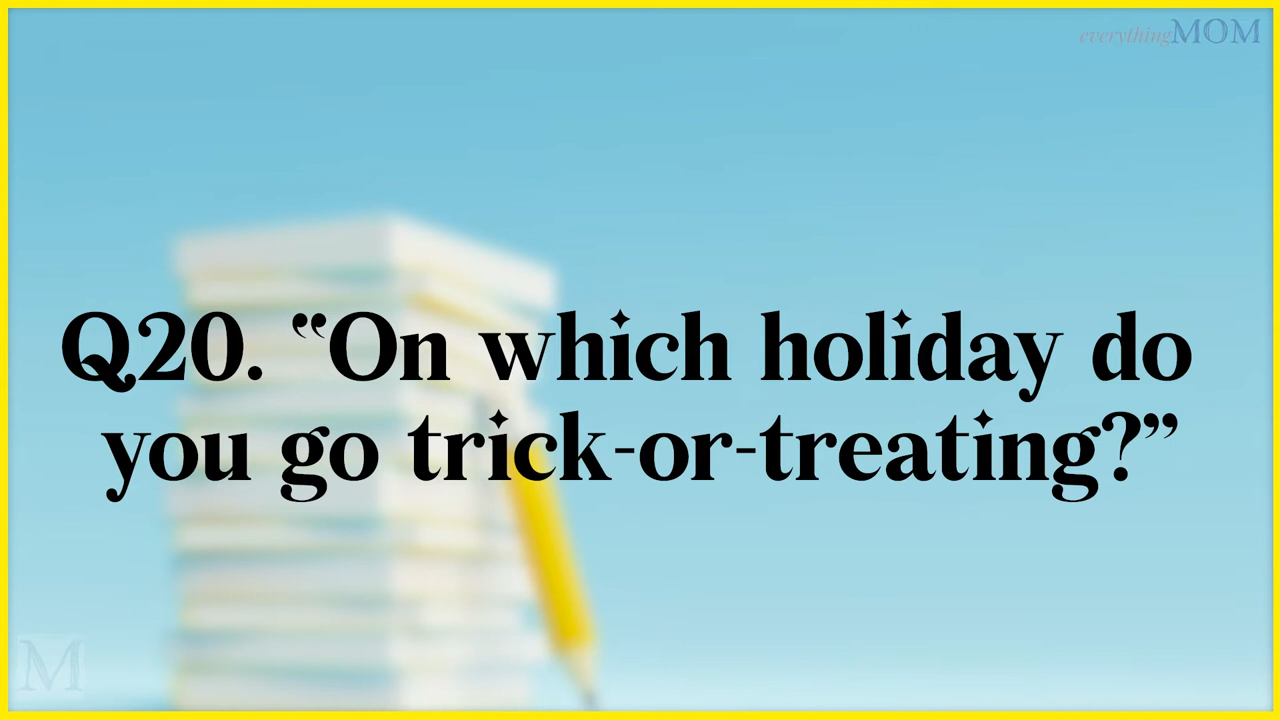 everythingMOM
Q20. “On which holiday do
you go trick-or-treating?”
M